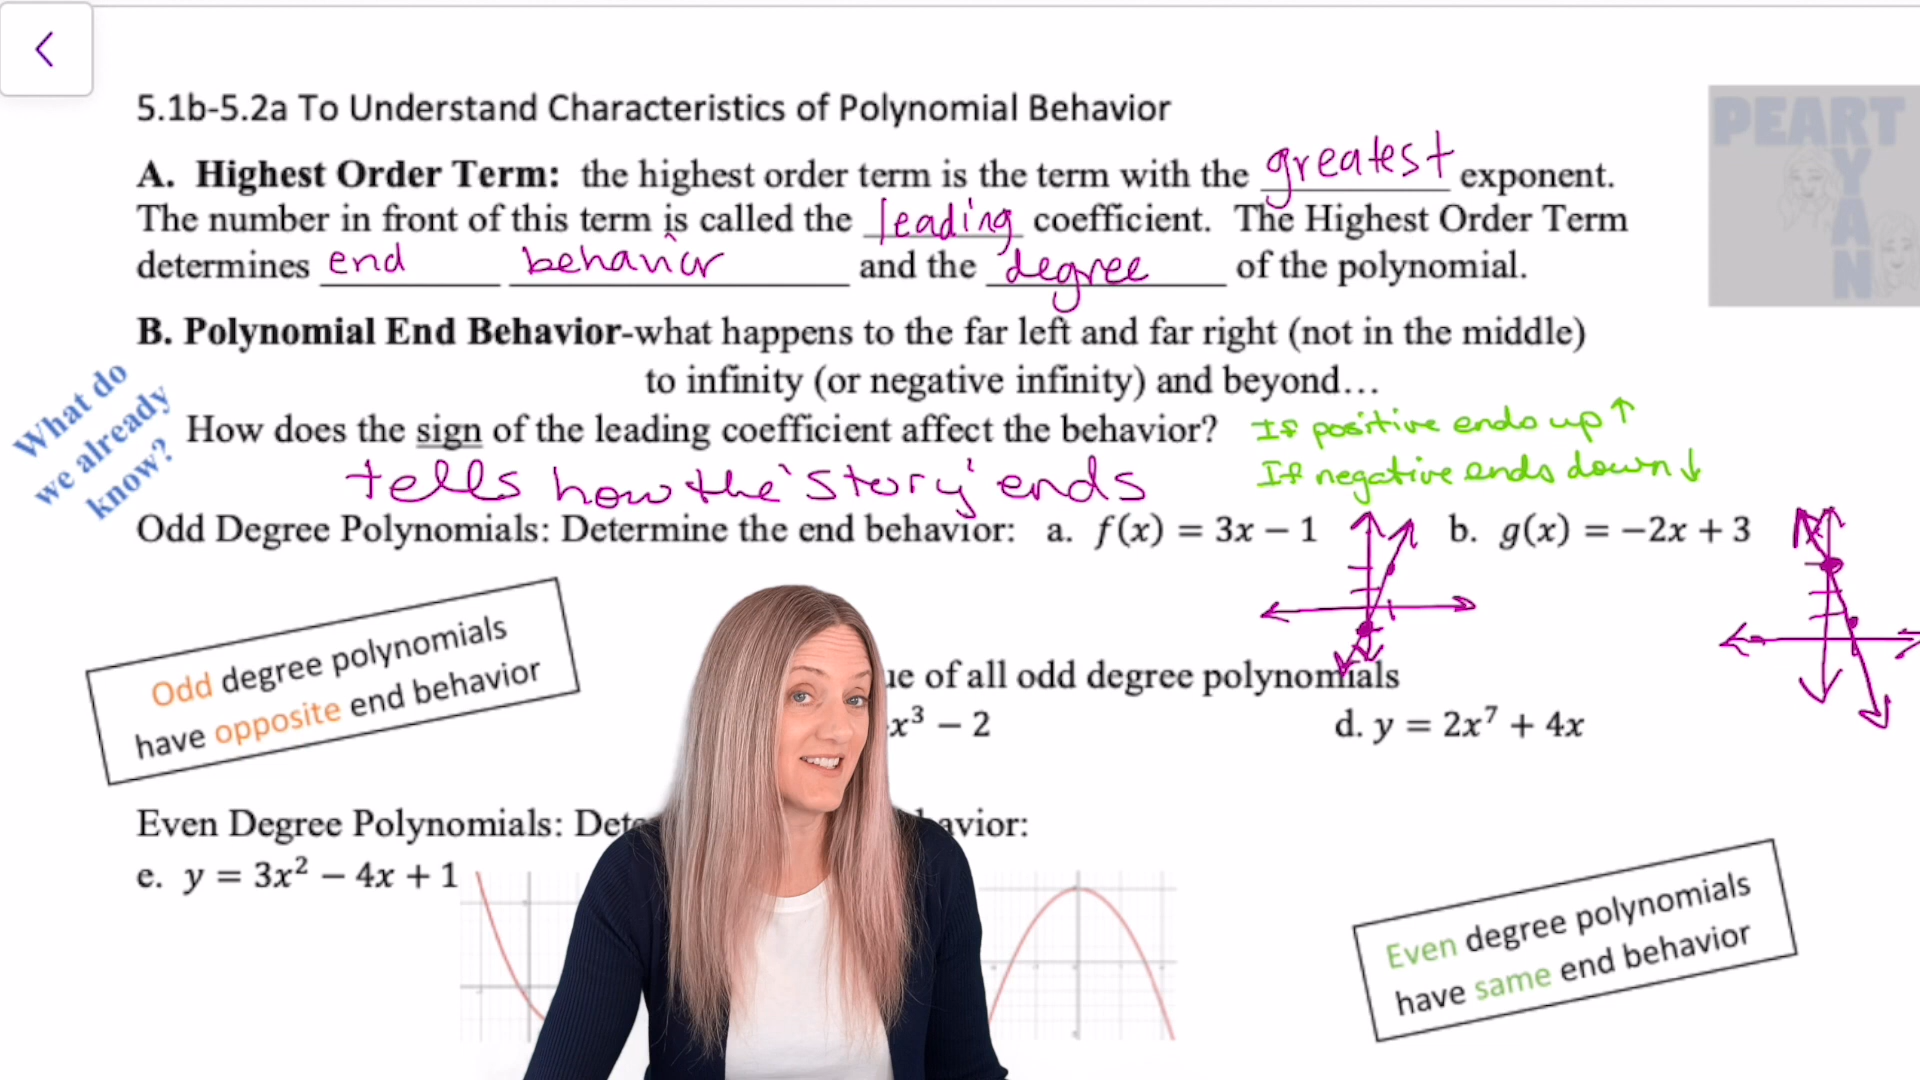 5.1b-5.2a To Understand Characteristics of Polynomial Behavior
PEART
YAN
A. Highest Order Term: the highest order term is the term with the greatest exponent.
The number in front of this term is called the leading coefficient. The Highest Order Term
determines end behavior and the degree of the polynomial.
B. Polynomial End Behavior-what happens to the far left and far right (not in the middle)
to infinity (or negative infinity) and beyond...
What do
we already
know?
How does the sign of the leading coefficient affect the behavior? If positive ends up ↑
tells how the 'story' ends If negative ends down ↓
Odd Degree Polynomials: Determine the end behavior: a. f(x) = 3x − 1 b. g(x) = −2x + 3
Odd degree polynomials
have opposite end behavior
of all odd degree polynomials
x³ − 2 d. y = 2x⁷ + 4x
Even Degree Polynomials:
e. y = 3x² − 4x + 1
Even degree polynomials
have same end behavior